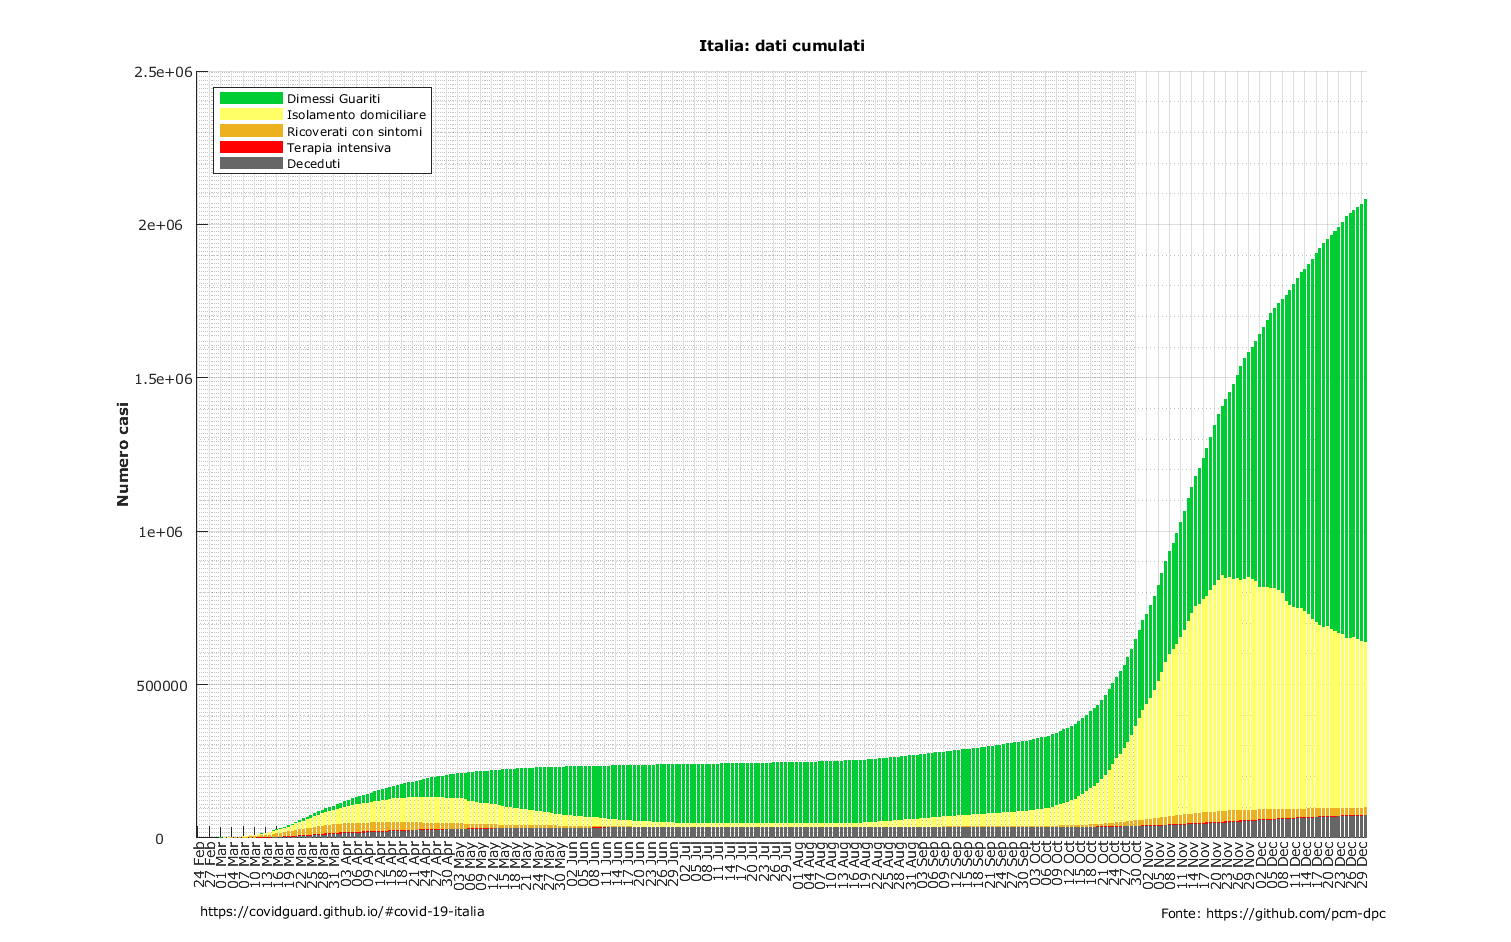 Italia: dati cumulati
2.5e+06
2e+06
1.5e+06
1e+06
500000
0
Numero casi
Dimessi Guariti
Isolamento domiciliare
Ricoverati con sintomi
Terapia intensiva
Deceduti
24 Feb
27 Feb
01 Mar
04 Mar
07 Mar
10 Mar
13 Mar
16 Mar
19 Mar
22 Mar
25 Mar
28 Mar
31 Mar
03 Apr
06 Apr
09 Apr
12 Apr
15 Apr
18 Apr
21 Apr
24 Apr
27 Apr
30 Apr
03 May
06 May
09 May
12 May
15 May
18 May
21 May
24 May
27 May
30 May
02 Jun
05 Jun
08 Jun
11 Jun
14 Jun
17 Jun
20 Jun
23 Jun
26 Jun
29 Jun
02 Jul
05 Jul
08 Jul
11 Jul
14 Jul
17 Jul
20 Jul
23 Jul
26 Jul
29 Jul
01 Aug
04 Aug
07 Aug
10 Aug
13 Aug
16 Aug
19 Aug
22 Aug
25 Aug
28 Aug
31 Aug
03 Sep
06 Sep
09 Sep
12 Sep
15 Sep
18 Sep
21 Sep
24 Sep
27 Sep
30 Sep
03 Oct
06 Oct
09 Oct
12 Oct
15 Oct
18 Oct
21 Oct
24 Oct
27 Oct
30 Oct
02 Nov
05 Nov
08 Nov
11 Nov
14 Nov
17 Nov
20 Nov
23 Nov
26 Nov
29 Nov
02 Dec
05 Dec
08 Dec
11 Dec
14 Dec
17 Dec
20 Dec
23 Dec
26 Dec
29 Dec
https://covidguard.github.io/#covid-19-italia
Fonte: https://github.com/pcm-dpc